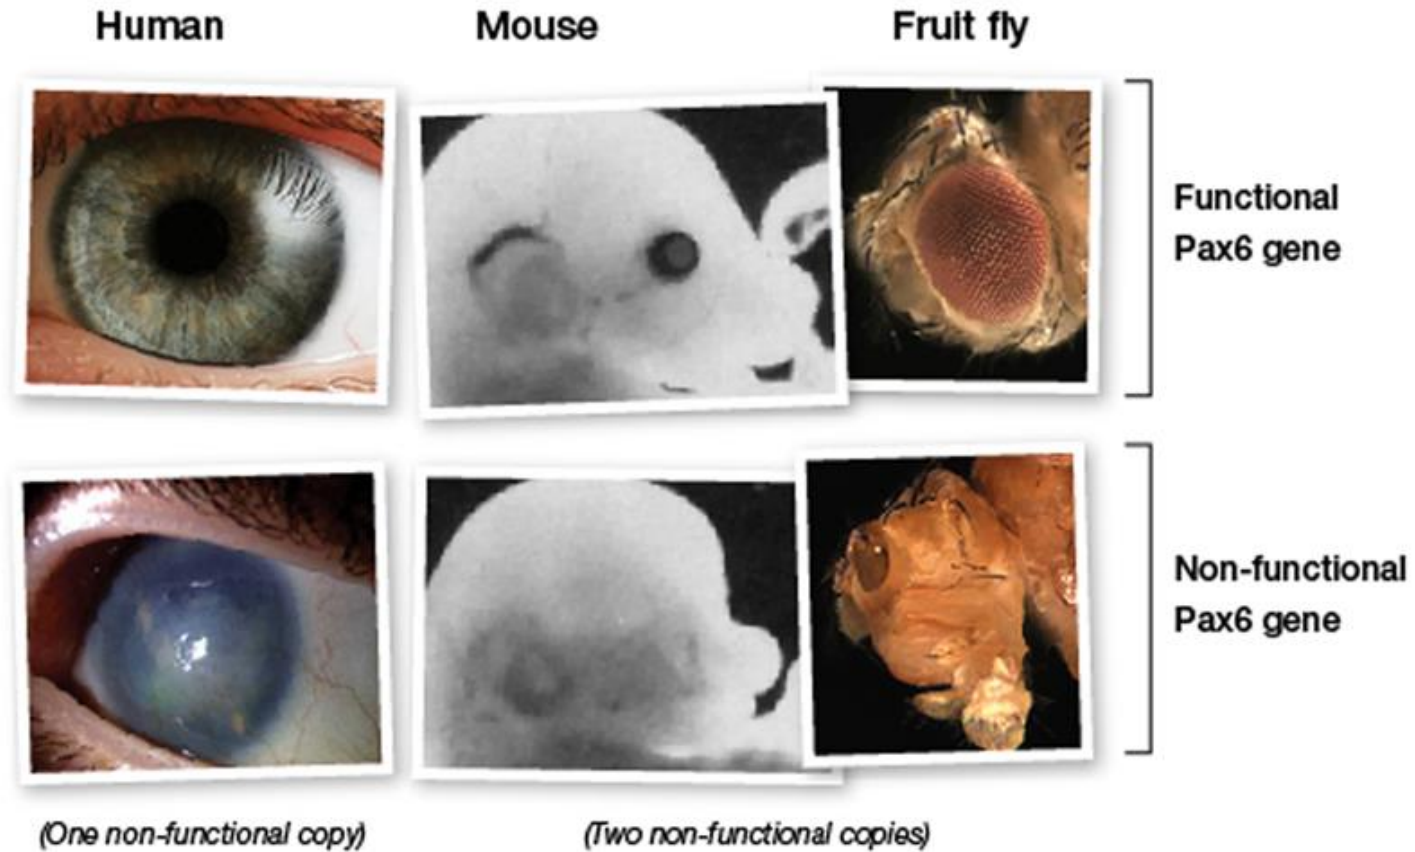 Human
Mouse
Fruit fly
Functional
Pax6 gene
Non-functional
Pax6 gene
(One non-functional copy)
(Two non-functional copies)